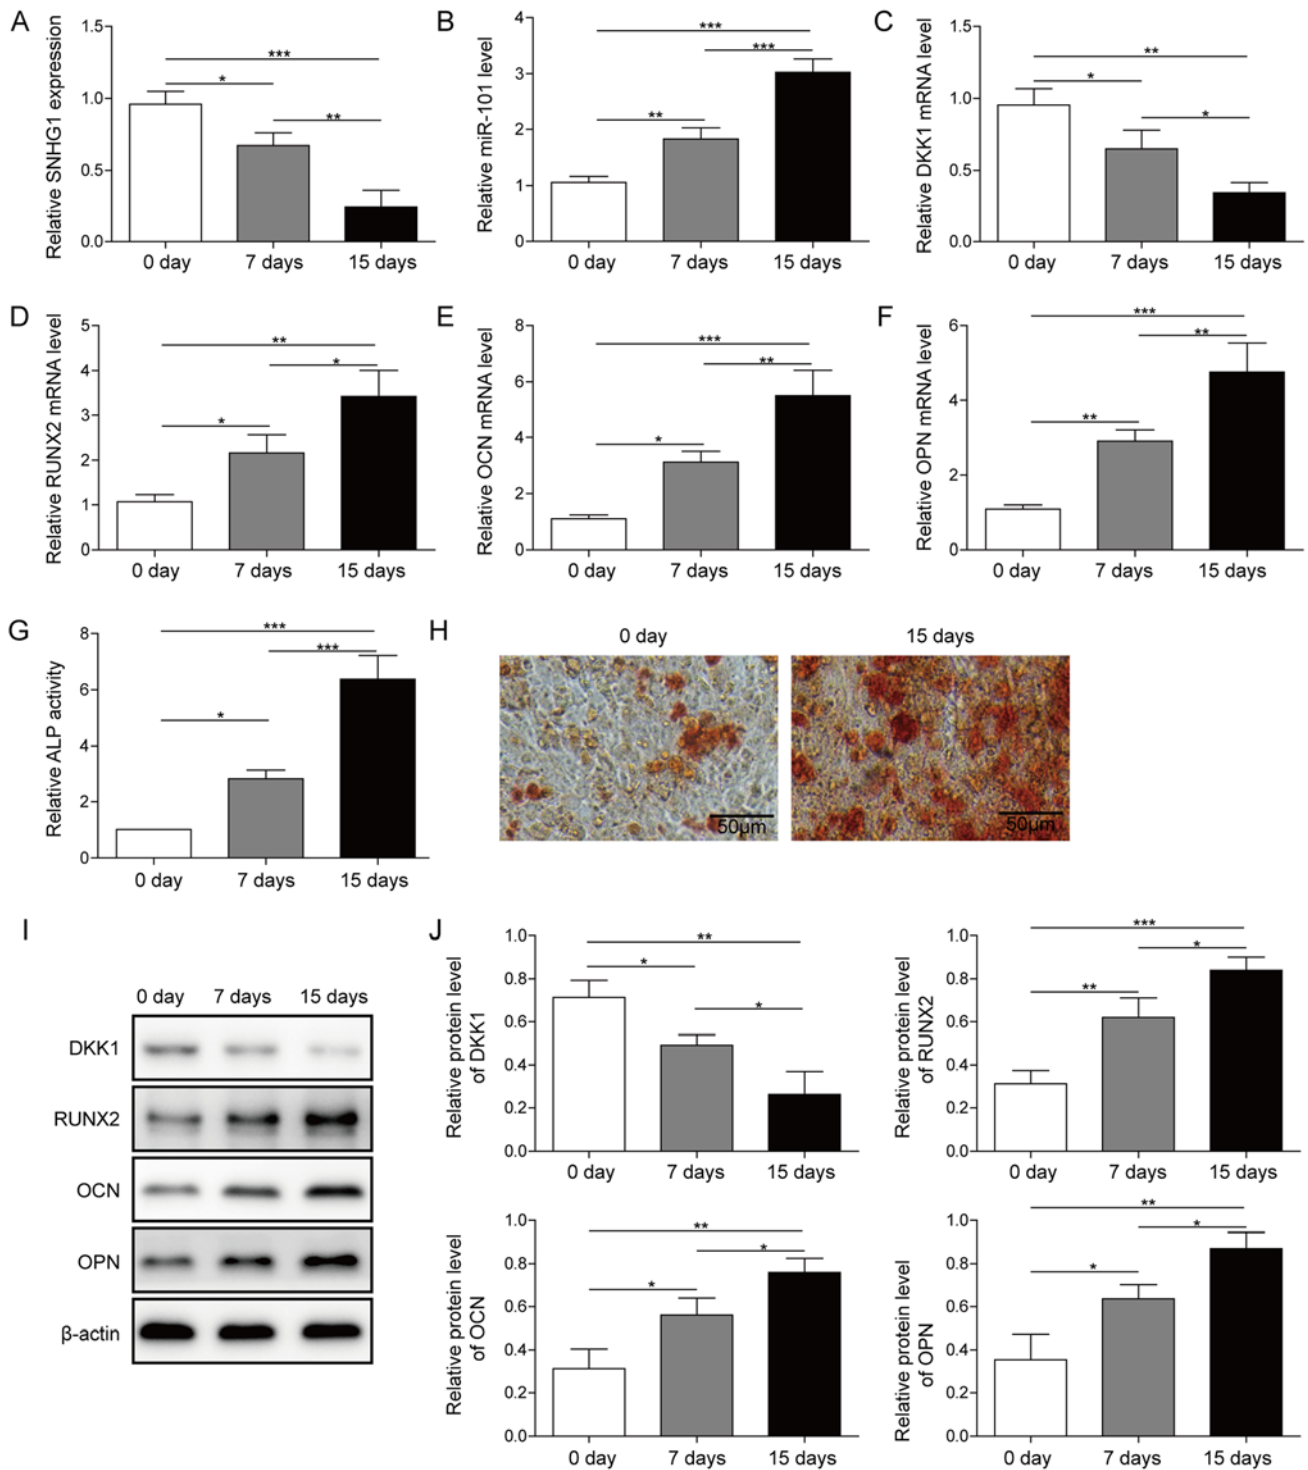 A
Relative SNHG1 expression
1.5
1.0
0.5
0.0
***
*
**
0 day
7 days
15 days
B
Relative miR-101 level
4
3
2
1
0
***
***
**
0 day
7 days
15 days
C
Relative DKK1 mRNA level
1.5
1.0
0.5
0.0
**
*
*
0 day
7 days
15 days
D
Relative RUNX2 mRNA level
5
4
3
2
1
0
**
*
*
0 day
7 days
15 days
E
Relative OCN mRNA level
8
6
4
2
0
***
**
*
0 day
7 days
15 days
F
Relative OPN mRNA level
6
4
2
0
***
**
**
0 day
7 days
15 days
G
Relative ALP activity
8
6
4
2
0
***
***
*
0 day
7 days
15 days
H
0 day
15 days
50μm
50μm
I
0 day 7 days 15 days
DKK1
RUNX2
OCN
OPN
β-actin
J
Relative protein level
of DKK1
1.0
0.8
0.6
0.4
0.2
0.0
**
*
*
0 day
7 days
15 days
Relative protein level
of RUNX2
1.0
0.8
0.6
0.4
0.2
0.0
***
*
**
0 day
7 days
15 days
Relative protein level
of OCN
1.0
0.8
0.6
0.4
0.2
0.0
**
*
*
0 day
7 days
15 days
Relative protein level
of OPN
1.0
0.8
0.6
0.4
0.2
0.0
**
*
*
0 day
7 days
15 days